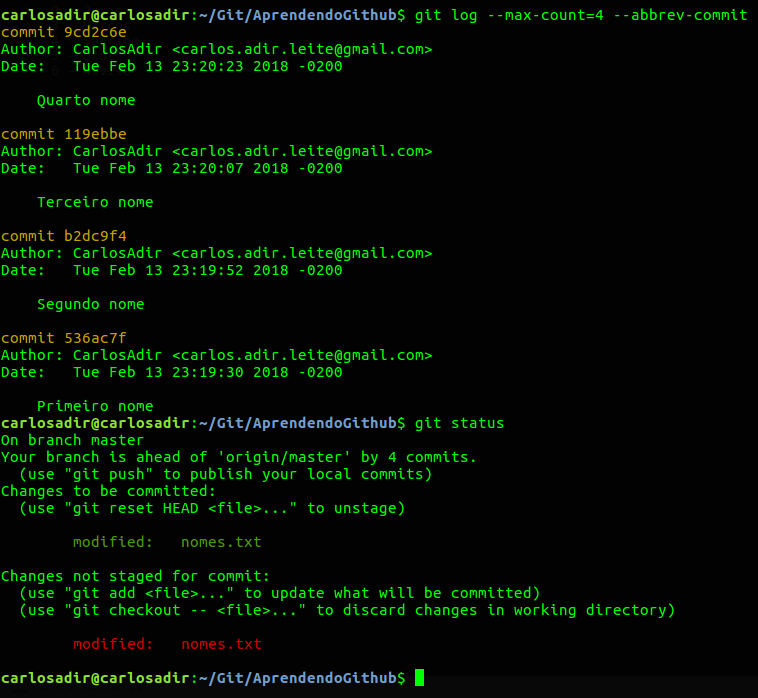 carlosadir@carlosadir:~/Git/AprendendoGithub$ git log --max-count=4 --abbrev-commit
commit 9cd2c6e
Author: CarlosAdir <carlos.adir.leite@gmail.com>
Date:   Tue Feb 13 23:20:23 2018 -0200
    Quarto nome
commit 119ebbe
Author: CarlosAdir <carlos.adir.leite@gmail.com>
Date:   Tue Feb 13 23:20:07 2018 -0200
    Terceiro nome
commit b2dc9f4
Author: CarlosAdir <carlos.adir.leite@gmail.com>
Date:   Tue Feb 13 23:19:52 2018 -0200
    Segundo nome
commit 536ac7f
Author: CarlosAdir <carlos.adir.leite@gmail.com>
Date:   Tue Feb 13 23:19:30 2018 -0200
    Primeiro nome
carlosadir@carlosadir:~/Git/AprendendoGithub$ git status
On branch master
Your branch is ahead of 'origin/master' by 4 commits.
  (use "git push" to publish your local commits)
Changes to be committed:
  (use "git reset HEAD <file>..." to unstage)
        modified:   nomes.txt
Changes not staged for commit:
  (use "git add <file>..." to update what will be committed)
  (use "git checkout -- <file>..." to discard changes in working directory)
        modified:   nomes.txt
carlosadir@carlosadir:~/Git/AprendendoGithub$